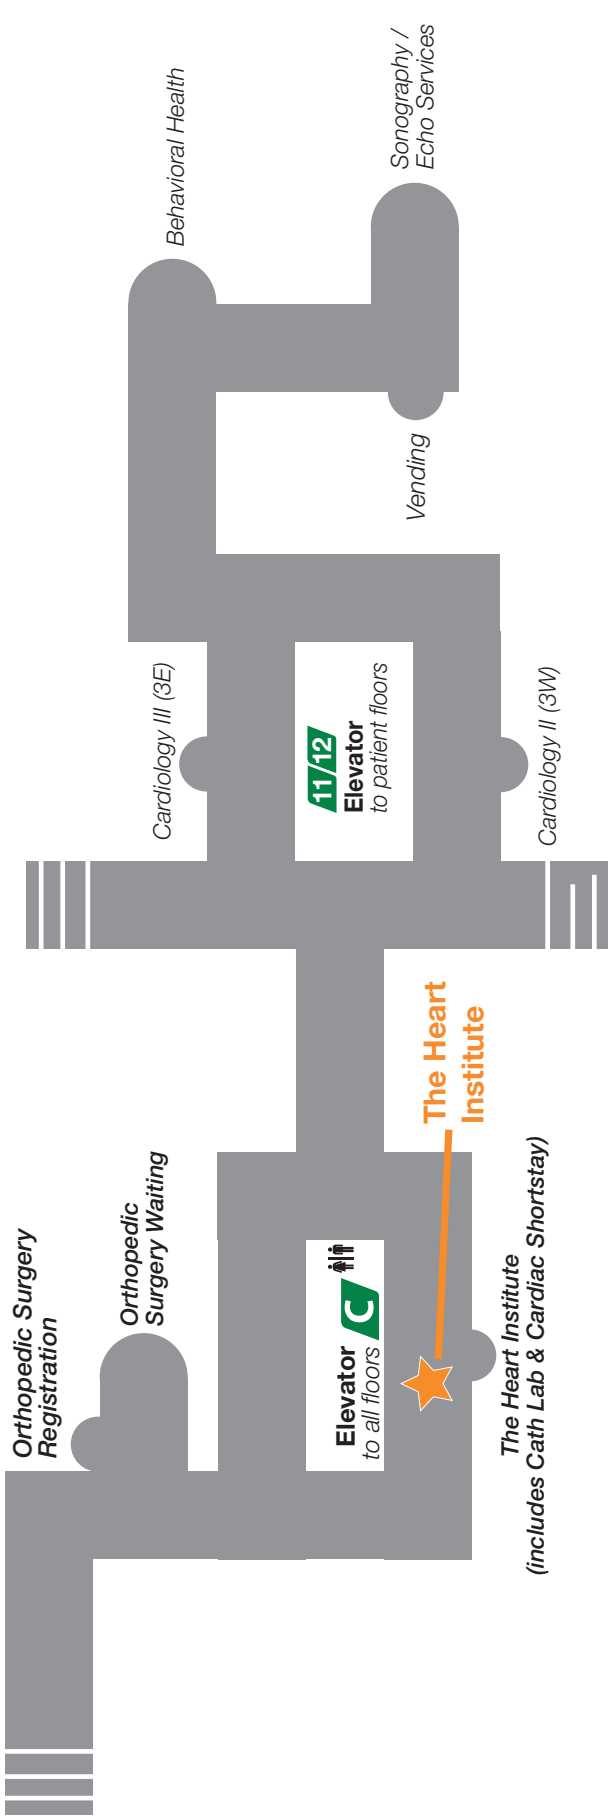 Orthopedic Surgery
Registration
Orthopedic
Surgery Waiting
Elevator
to all floors
C
The Heart Institute
(includes Cath Lab & Cardiac Shortstay)
The Heart
Institute
Cardiology III (3E)
11/12
Elevator
to patient floors
Cardiology II (3W)
Behavioral Health
Vending
Sonography /
Echo Services